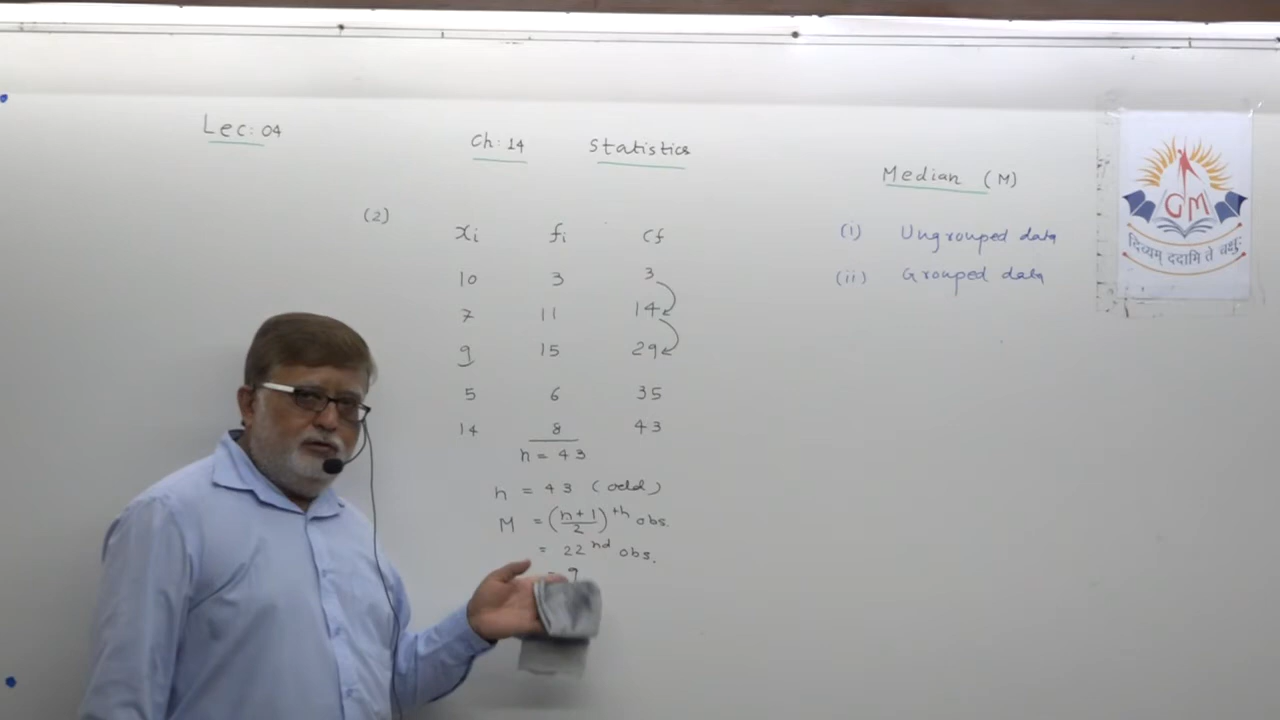 Lec: 04
Ch: 14 Statistics
Median (M)
(i) Ungrouped data
(ii) Grouped data
(2)
xi fi cf
10 3 3
7 11 14
9 15 29
5 6 35
14 8 43
n = 43
n = 43 (odd)
M = (n+1/2)th obs.
= 22nd obs.
= 9
GM
दिव्यम् ददामि ते चक्षुः